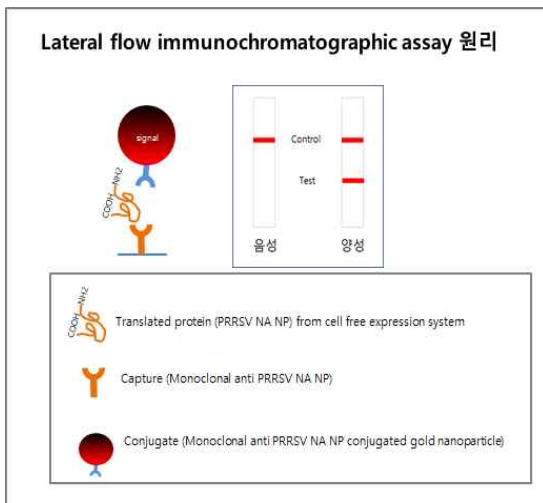 Lateral flow immunochromatographic assay 원리
signal
COOH
NH2
Control
Test
음성
양성
COOH
NH2
Translated protein (PRRSV NA NP) from cell free expression system
Capture (Monoclonal anti PRRSV NA NP)
Conjugate (Monoclonal anti PRRSV NA NP conjugated gold nanoparticle)